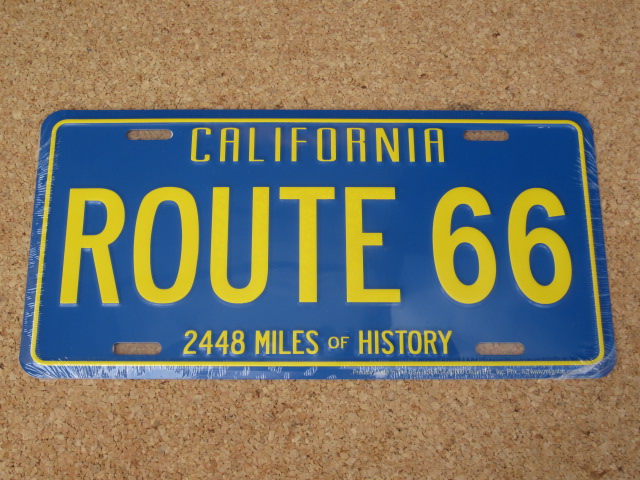 CALIFORNIA
ROUTE 66
2448 MILES OF HISTORY